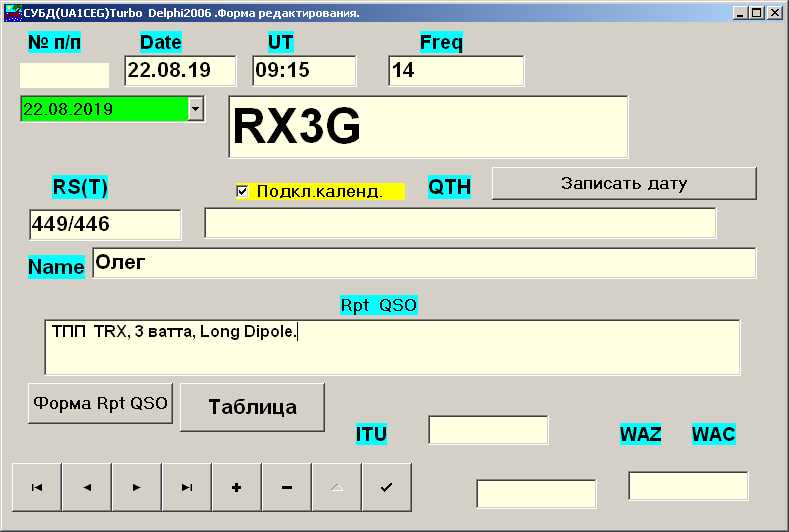 СУБД(UA1CEG)Turbo Delphi2006 .Форма редактирования.
№ п/п Date UT Freq
22.08.19 09:15 14
22.08.2019
RX3G
RS(T) Подкл.календ. QTH Записать дату
449/446
Name Олег
Rpt QSO
ТПП TRX, 3 ватта, Long Dipole.
Форма Rpt QSO Таблица
ITU WAZ WAC